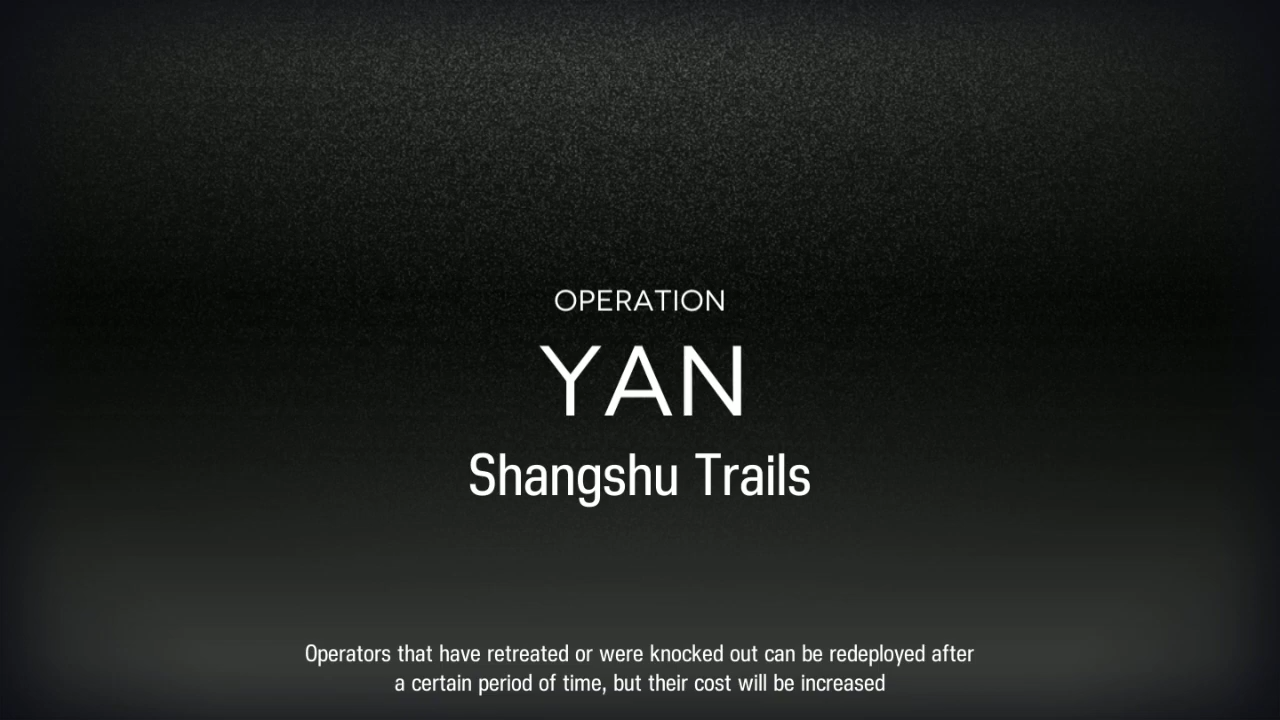 OPERATION
YAN
Shangshu Trails
Operators that have retreated or were knocked out can be redeployed after
a certain period of time, but their cost will be increased